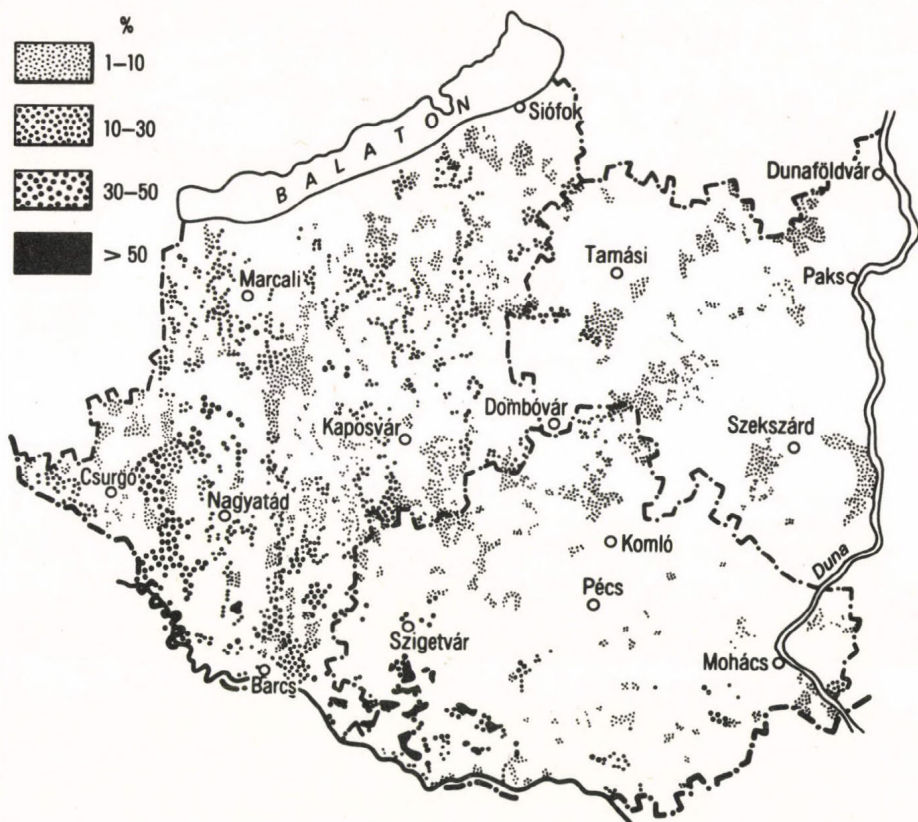 %
1–10
10–30
30–50
> 50
BALATON
Siófok
Dunaföldvár
Tamási
Paks
Marcali
Dombóvár
Kaposvár
Szekszárd
Csurgó
Nagyatád
Komló
Duna
Pécs
Szigetvár
Mohács
Barcs